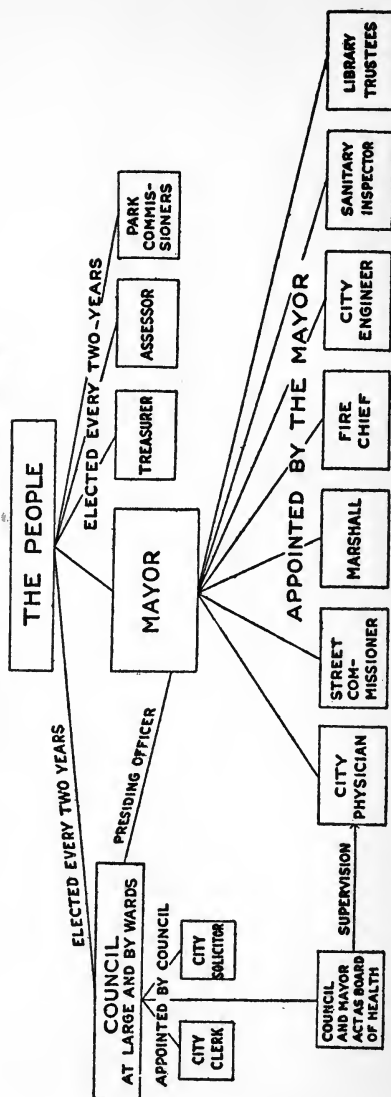 THE PEOPLE
ELECTED EVERY TWO YEARS
ELECTED EVERY TWO-YEARS
COUNCIL
AT LARGE AND BY WARDS
PRESIDING OFFICER
MAYOR
TREASURER
ASSESSOR
PARK
COMMIS-
SIONERS
APPOINTED BY COUNCIL
CITY
CLERK
CITY
SOLICITOR
APPOINTED BY THE MAYOR
COUNCIL
AND MAYOR
ACT AS BOARD
OF HEALTH
SUPERVISION
CITY
PHYSICIAN
STREET
COM-
MISSIONER
MARSHALL
FIRE
CHIEF
CITY
ENGINEER
SANITARY
INSPECTOR
LIBRARY
TRUSTEES